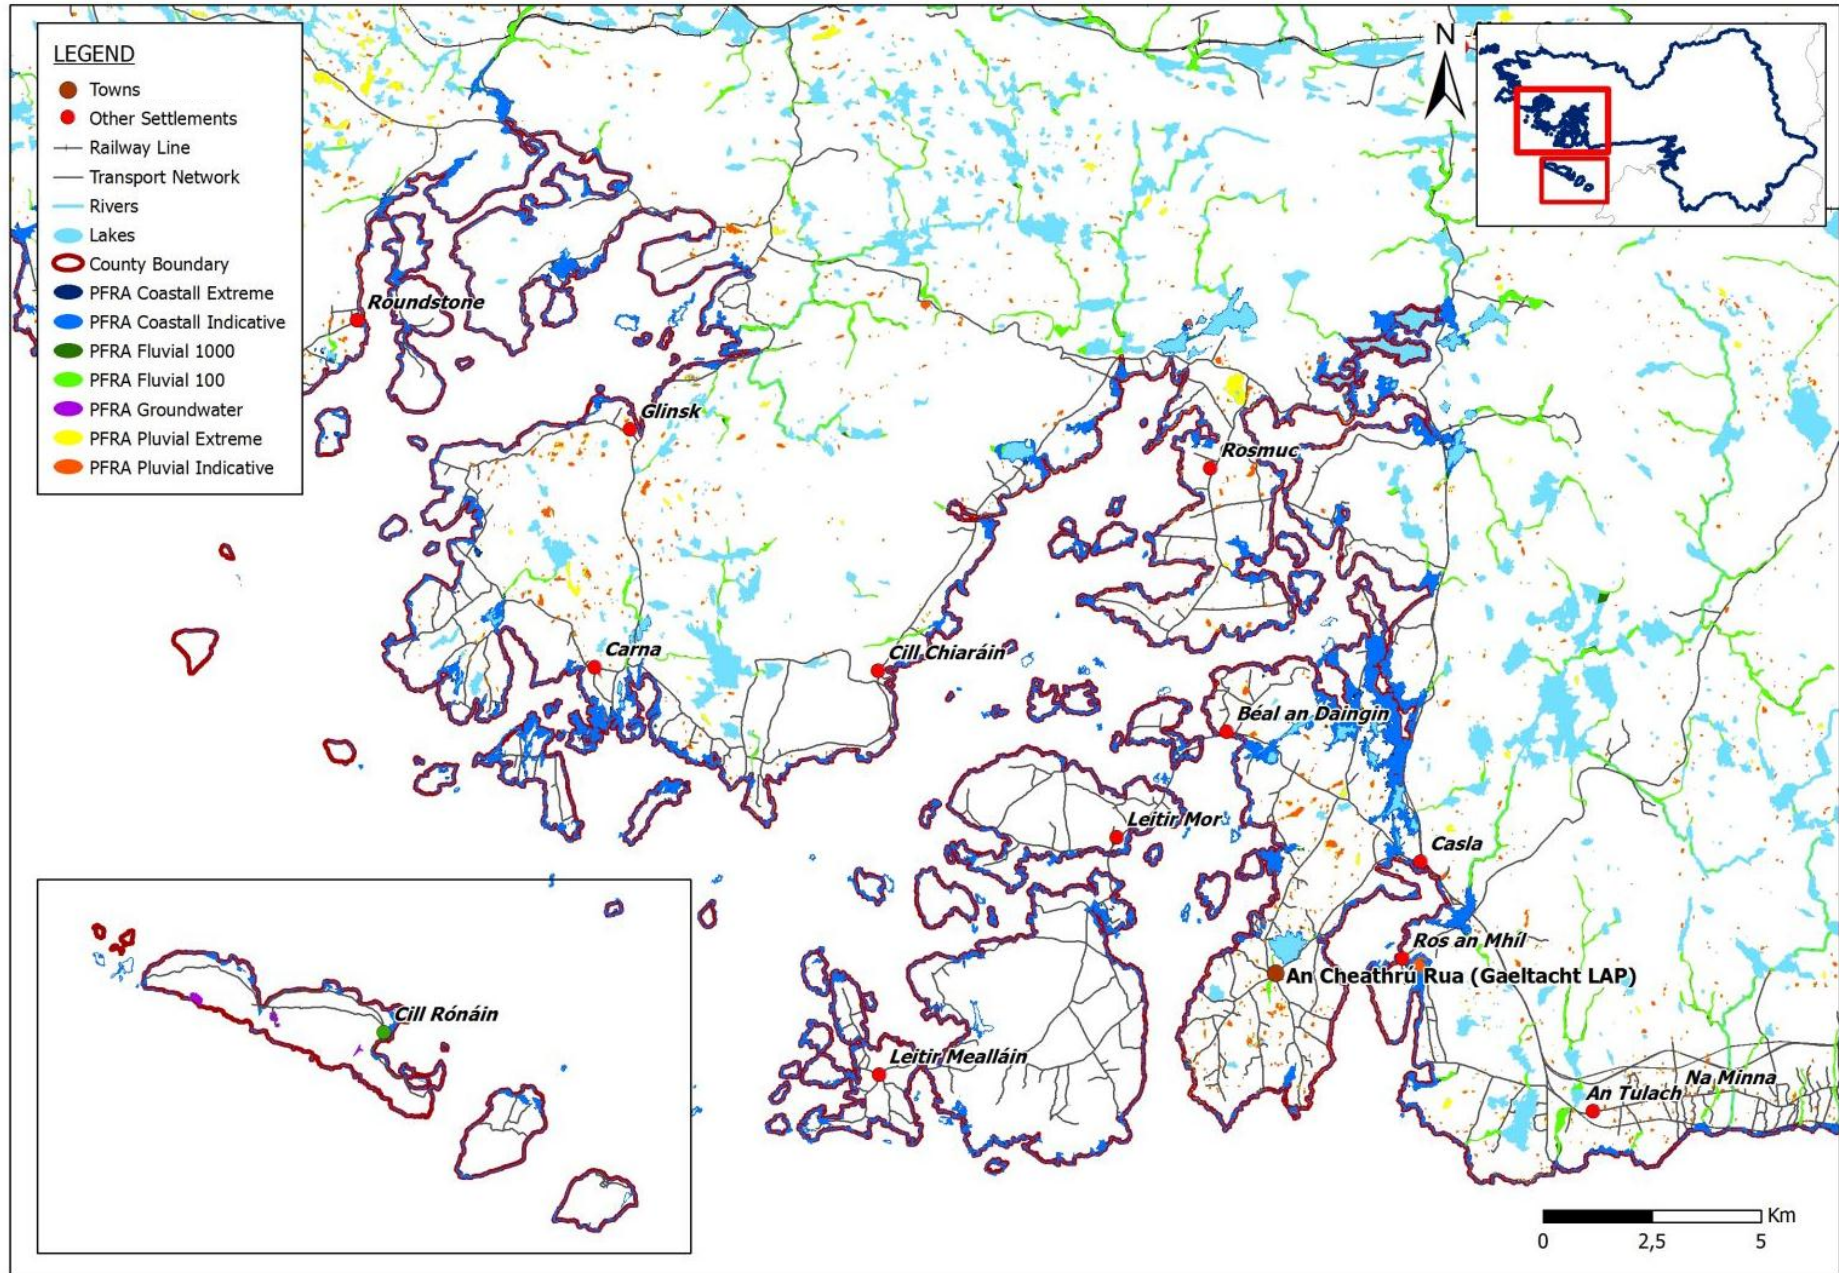 LEGEND
Towns
Other Settlements
Railway Line
Transport Network
Rivers
Lakes
County Boundary
PFRA Coastall Extreme
PFRA Coastall Indicative
PFRA Fluvial 1000
PFRA Fluvial 100
PFRA Groundwater
PFRA Pluvial Extreme
PFRA Pluvial Indicative
N
Roundstone
Glinsk
Rosmuc
Carna
Cill Chiaráin
Béal an Daingin
Leitir Mor
Casla
Ros an Mhíl
An Cheathrú Rua (Gaeltacht LAP)
Cill Rónáin
Leitir Mealláin
Na Minna
An Tulach
Km
0 2,5 5